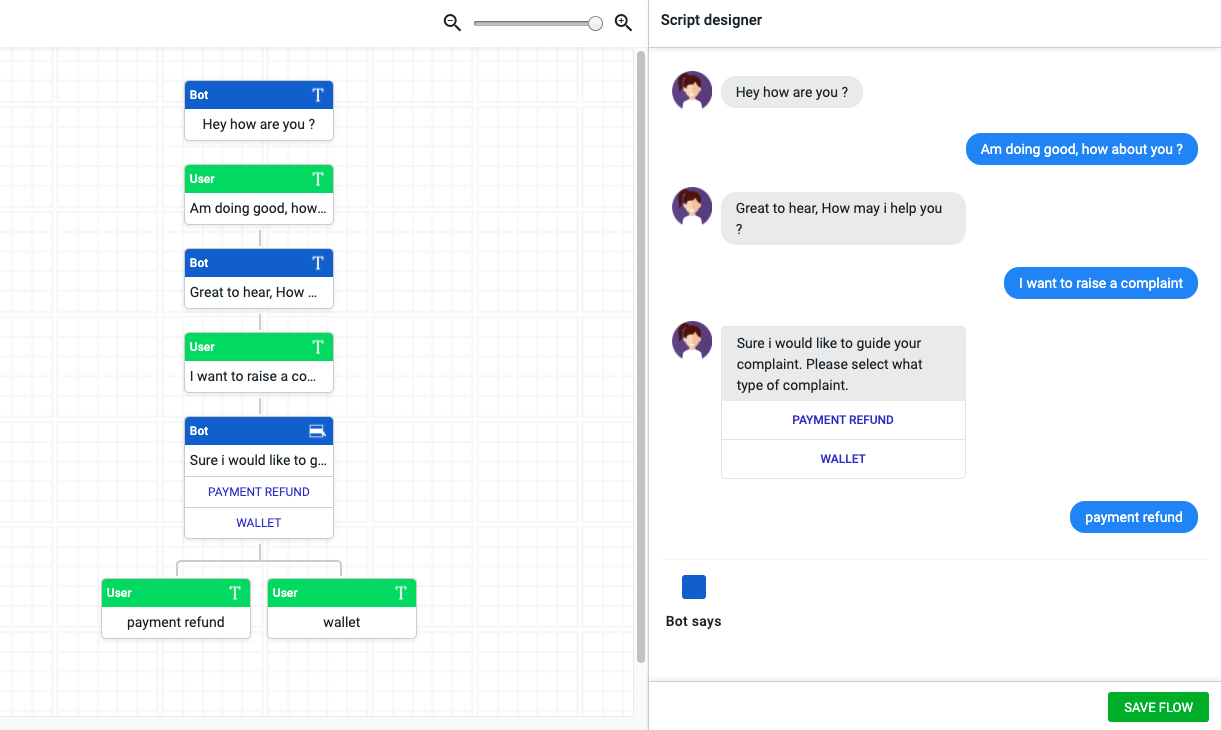 Bot
Hey how are you ?
User
Am doing good, how...
Bot
Great to hear, How ...
User
I want to raise a co...
Bot
Sure i would like to g...
PAYMENT REFUND
WALLET
User
payment refund
User
wallet
Script designer
Hey how are you ?
Am doing good, how about you ?
Great to hear, How may i help you
?
I want to raise a complaint
Sure i would like to guide your
complaint. Please select what
type of complaint.
PAYMENT REFUND
WALLET
payment refund
Bot says
SAVE FLOW